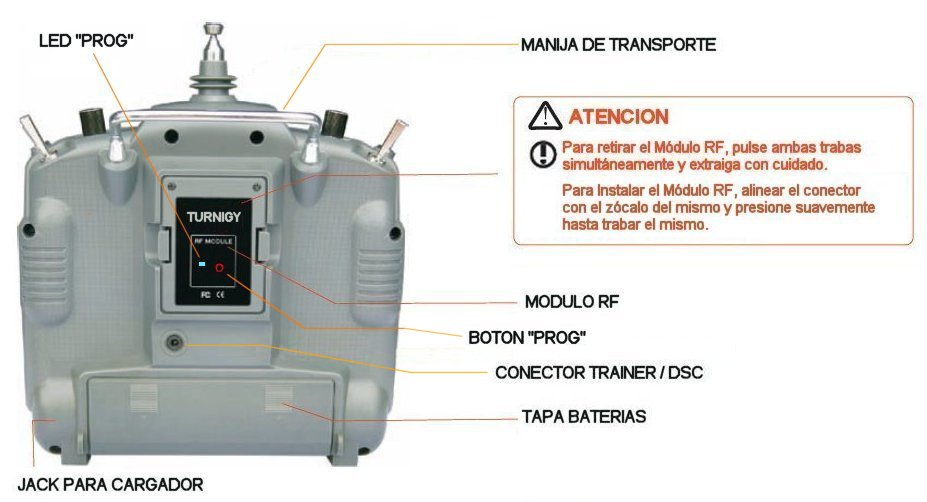 LED "PROG"
MANIJA DE TRANSPORTE
ATENCION
Para retirar el Módulo RF, pulse ambas trabas
simultáneamente y extraiga con cuidado.
Para Instalar el Módulo RF, alinear el conector
con el zócalo del mismo y presione suavemente
hasta trabar el mismo.
TURNIGY
RF MODULE
FC CE
MODULO RF
BOTON "PROG"
CONECTOR TRAINER / DSC
TAPA BATERIAS
JACK PARA CARGADOR